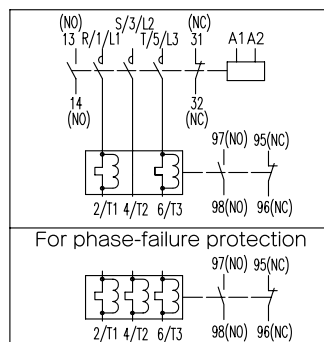 (NO) S/3/L2 (NC)
13 R/1/L1 T/5/L3 31 A1 A2
14 32
(NO) (NC)
97(NO) 95(NC)
2/T1 4/T2 6/T3 98(NO) 96(NC)
For phase-failure protection
97(NO) 95(NC)
2/T1 4/T2 6/T3 98(NO) 96(NC)